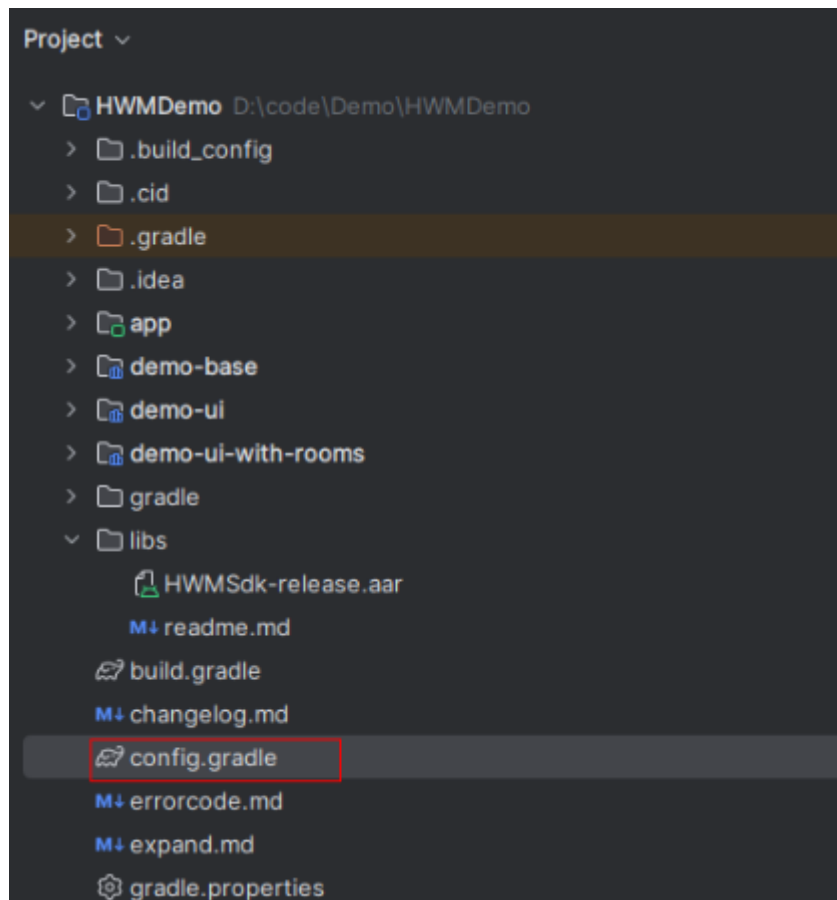 Project
HWMDemo D:\code\Demo\HWMDemo
.build_config
.cid
.gradle
.idea
app
demo-base
demo-ui
demo-ui-with-rooms
gradle
libs
HWMSdk-release.aar
M↓ readme.md
build.gradle
M↓ changelog.md
config.gradle
M↓ errorcode.md
M↓ expand.md
gradle.properties